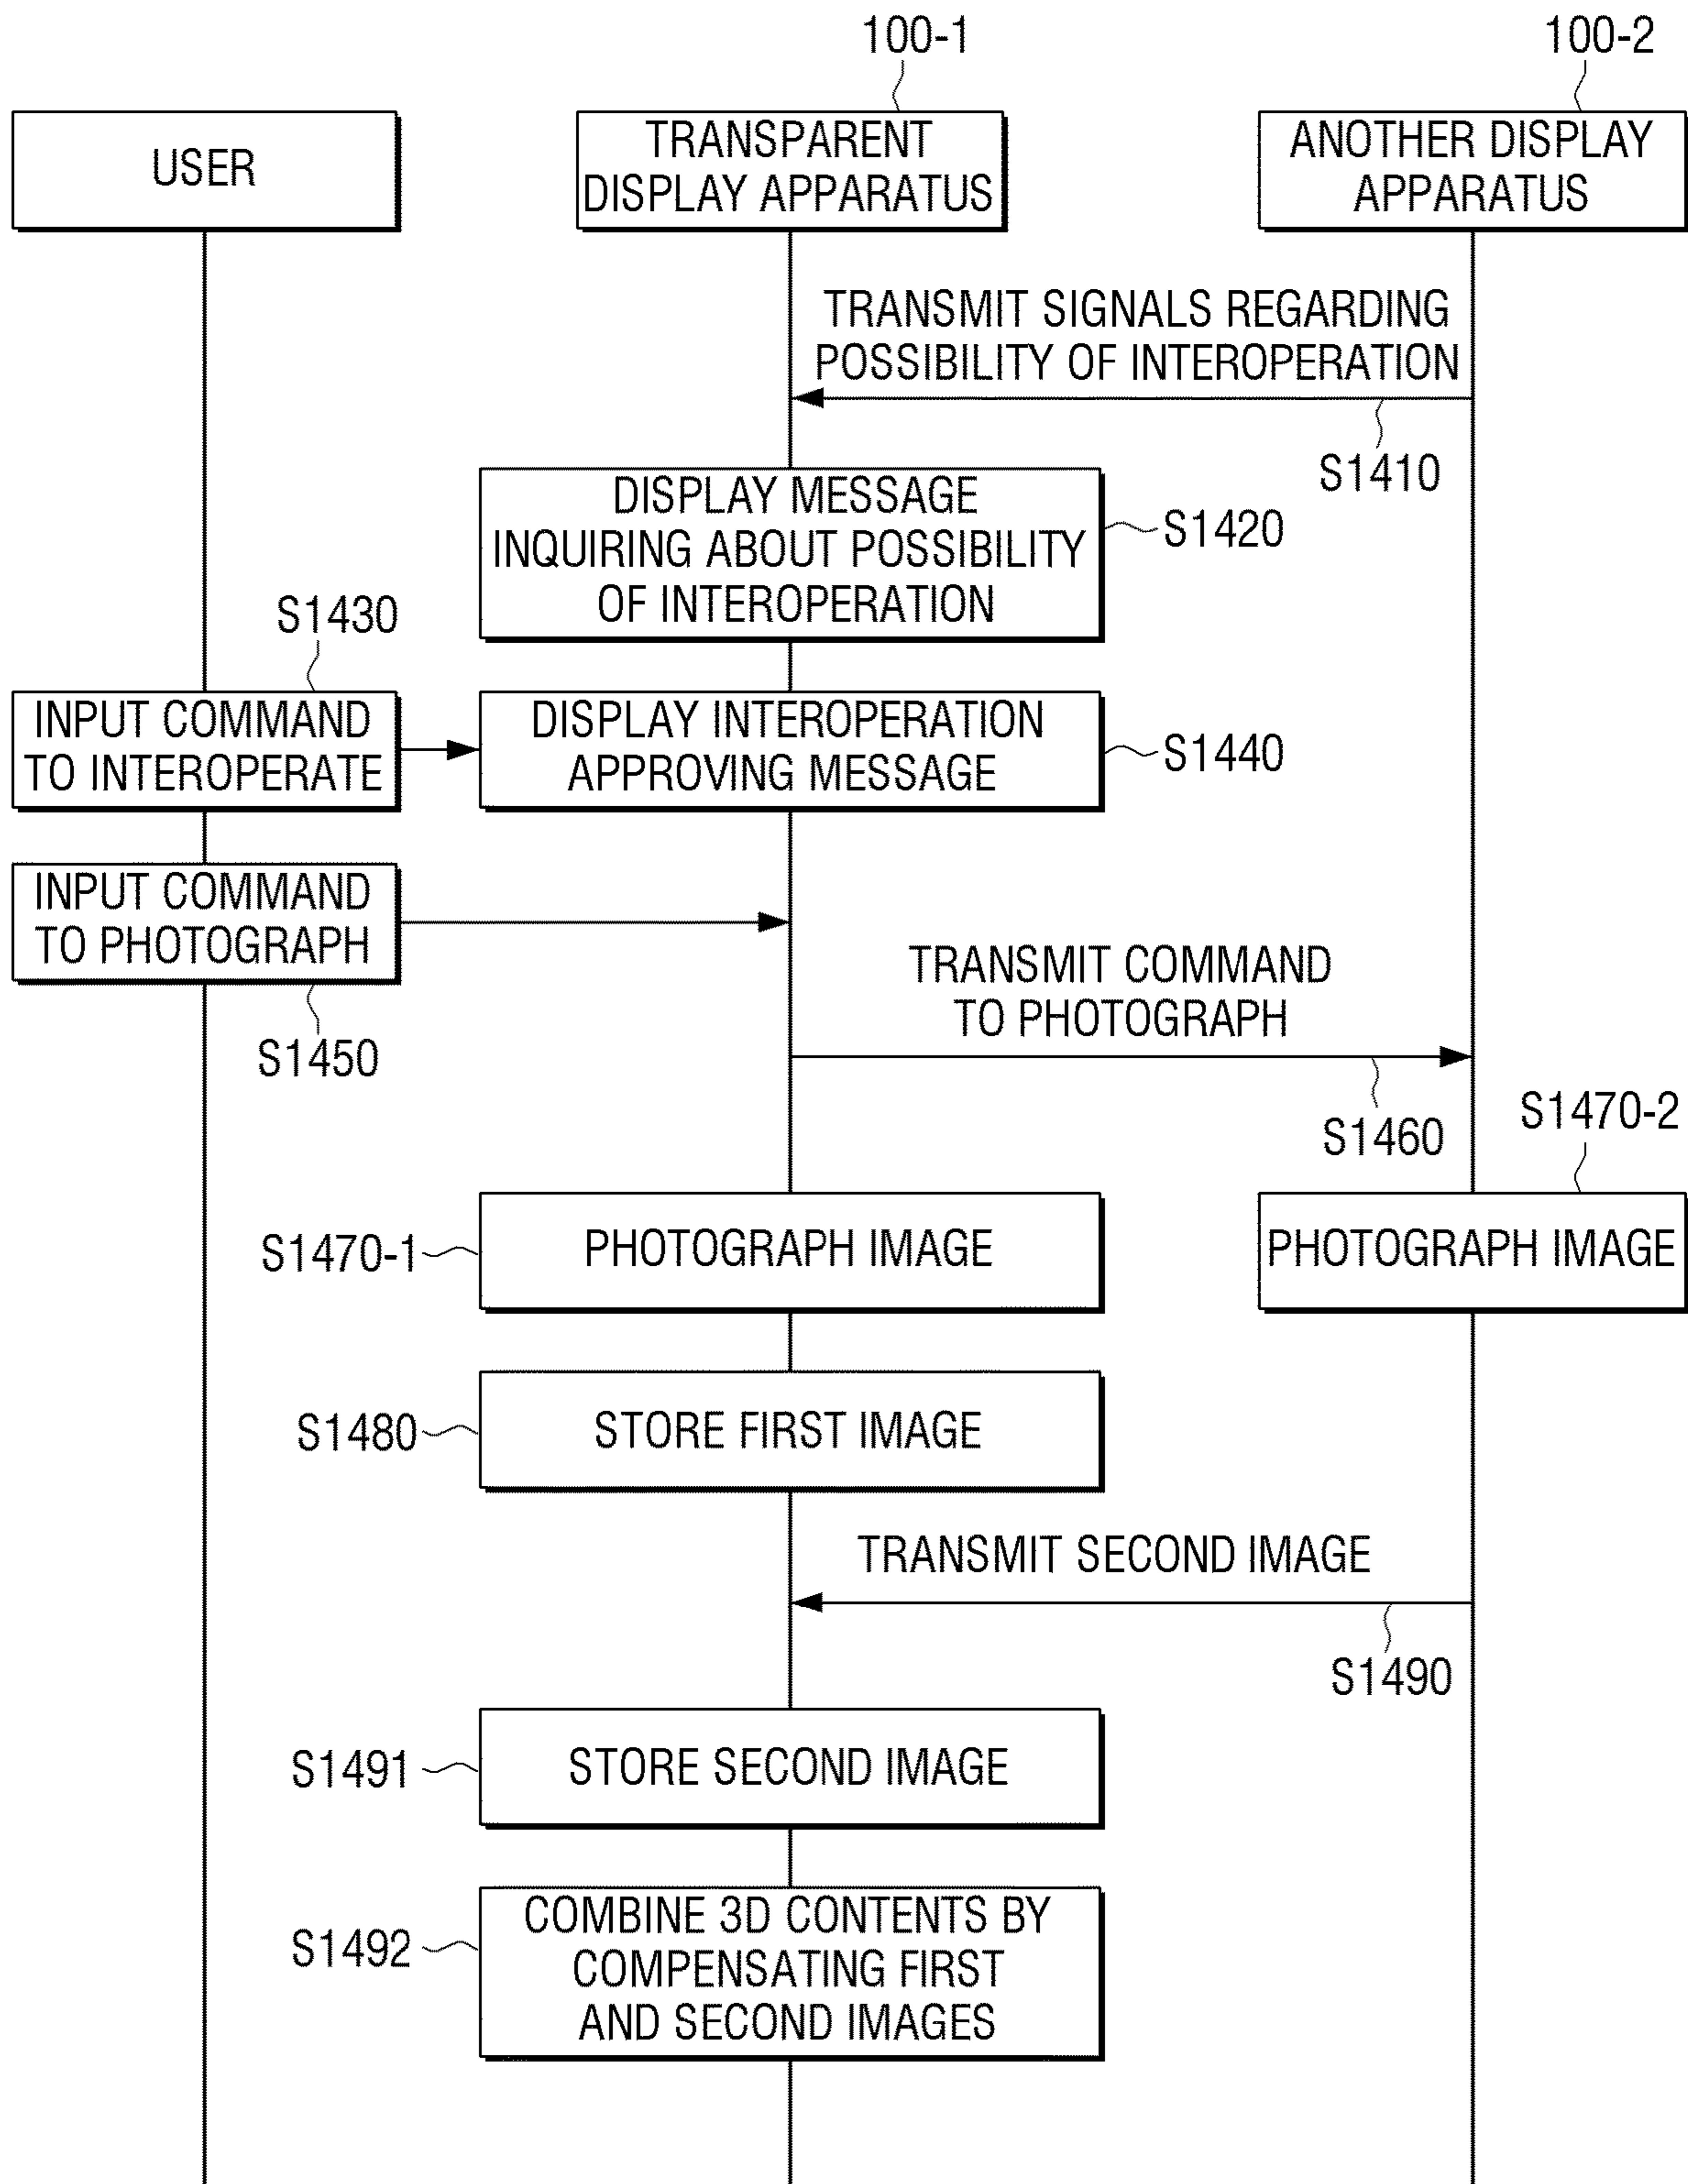 100-1
100-2
USER
TRANSPARENT
DISPLAY APPARATUS
ANOTHER DISPLAY
APPARATUS
TRANSMIT SIGNALS REGARDING
POSSIBILITY OF INTEROPERATION
S1410
DISPLAY MESSAGE
INQUIRING ABOUT POSSIBILITY
OF INTEROPERATION
S1420
S1430
INPUT COMMAND
TO INTEROPERATE
DISPLAY INTEROPERATION
APPROVING MESSAGE
S1440
INPUT COMMAND
TO PHOTOGRAPH
S1450
TRANSMIT COMMAND
TO PHOTOGRAPH
S1460
S1470-2
S1470-1
PHOTOGRAPH IMAGE
PHOTOGRAPH IMAGE
S1480
STORE FIRST IMAGE
TRANSMIT SECOND IMAGE
S1490
S1491
STORE SECOND IMAGE
S1492
COMBINE 3D CONTENTS BY
COMPENSATING FIRST
AND SECOND IMAGES